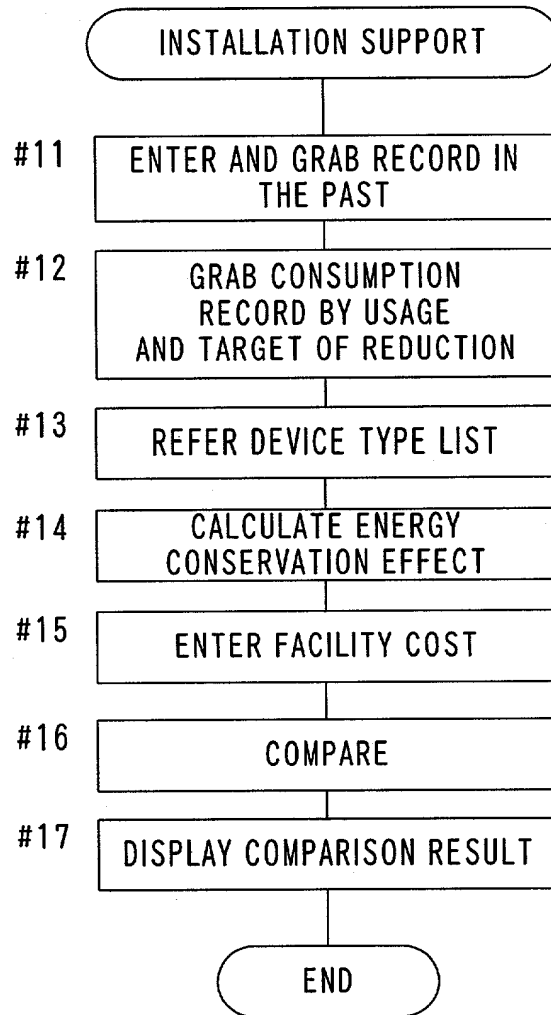 INSTALLATION SUPPORT
#11
ENTER AND GRAB RECORD IN
THE PAST
#12
GRAB CONSUMPTION
RECORD BY USAGE
AND TARGET OF REDUCTION
#13
REFER DEVICE TYPE LIST
#14
CALCULATE ENERGY
CONSERVATION EFFECT
#15
ENTER FACILITY COST
#16
COMPARE
#17
DISPLAY COMPARISON RESULT
END